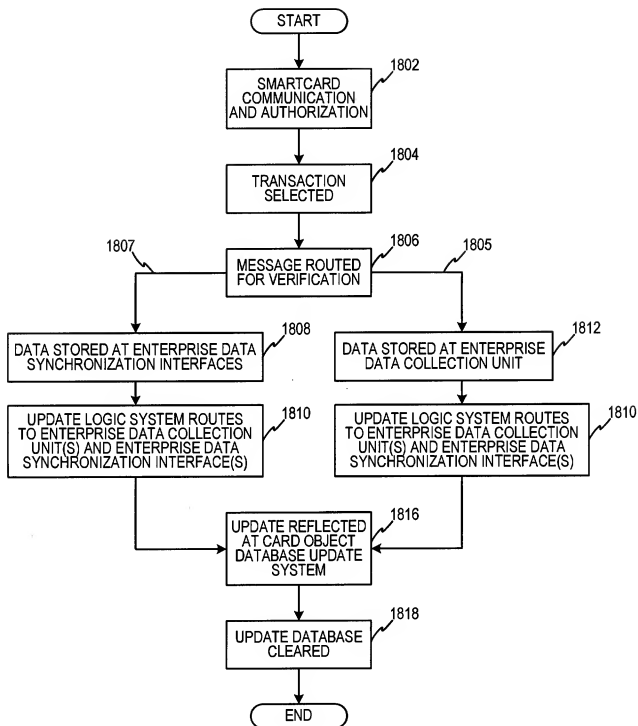 START
1802
SMARTCARD
COMMUNICATION
AND AUTHORIZATION
1804
TRANSACTION
SELECTED
1807
1806
1805
MESSAGE ROUTED
FOR VERIFICATION
1808
DATA STORED AT ENTERPRISE DATA
SYNCHRONIZATION INTERFACES
1812
DATA STORED AT ENTERPRISE
DATA COLLECTION UNIT
1810
UPDATE LOGIC SYSTEM ROUTES
TO ENTERPRISE DATA COLLECTION
UNIT(S) AND ENTERPRISE DATA
SYNCHRONIZATION INTERFACE(S)
1810
UPDATE LOGIC SYSTEM ROUTES
TO ENTERPRISE DATA COLLECTION
UNIT(S) AND ENTERPRISE DATA
SYNCHRONIZATION INTERFACE(S)
1816
UPDATE REFLECTED
AT CARD OBJECT
DATABASE UPDATE
SYSTEM
1818
UPDATE DATABASE
CLEARED
END